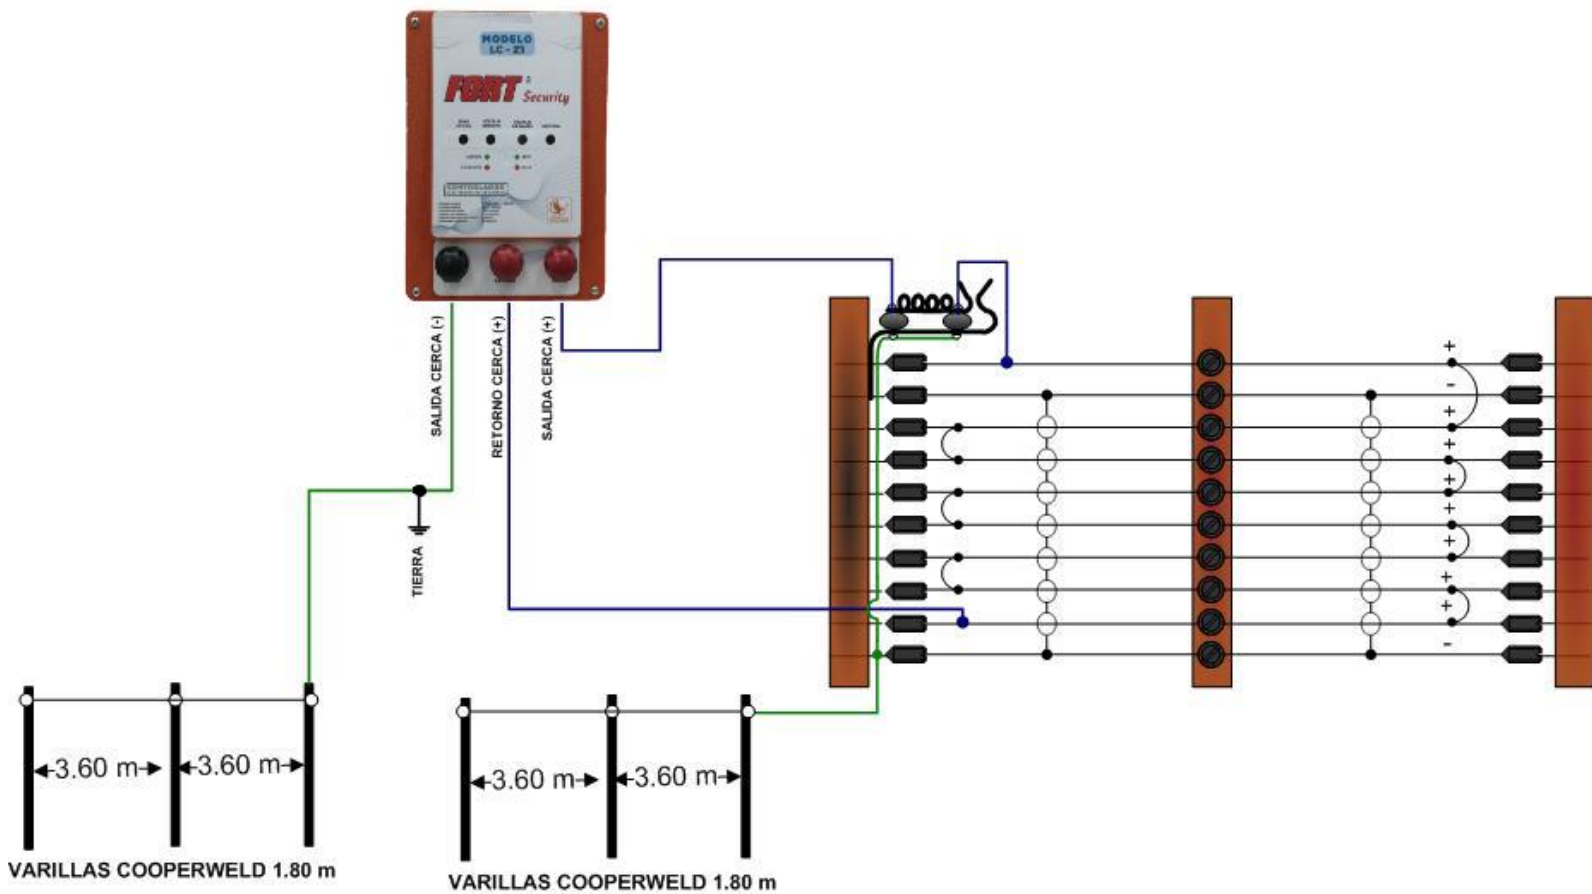 MODELO
LC - 23
FORT ®
Security
SALIDA CERCA (-)
RETORNO CERCA (+)
SALIDA CERCA (+)
TIERRA
+
-
+
+
+
+
+
+
+
-
3.60 m
3.60 m
VARILLAS COOPERWELD 1.80 m
3.60 m
3.60 m
VARILLAS COOPERWELD 1.80 m